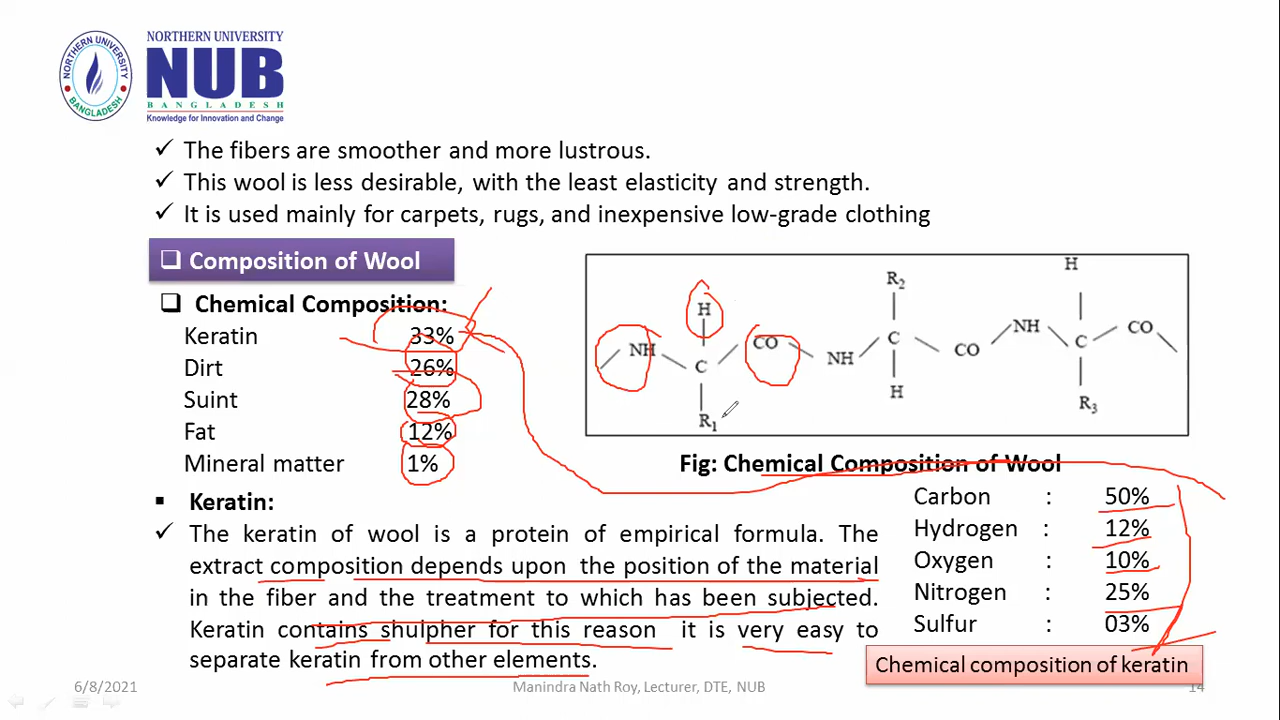 NORTHERN UNIVERSITY
NUB
BANGLADESH
Knowledge for Innovation and Change
NORTHERN UNIVERSITY
BANGLADESH
✓ The fibers are smoother and more lustrous.
✓ This wool is less desirable, with the least elasticity and strength.
✓ It is used mainly for carpets, rugs, and inexpensive low-grade clothing
❑ Composition of Wool
❑ Chemical Composition:
Keratin 33%
Dirt 26%
Suint 28%
Fat 12%
Mineral matter 1%
H
R2
H
NH
CO
NH
CO
NH
C
C
CO
C
R1
H
R3
Fig: Chemical Composition of Wool
▪ Keratin:
✓ The keratin of wool is a protein of empirical formula. The
extract composition depends upon the position of the material
in the fiber and the treatment to which has been subjected.
Keratin contains shulpher for this reason it is very easy to
separate keratin from other elements.
Carbon : 50%
Hydrogen : 12%
Oxygen : 10%
Nitrogen : 25%
Sulfur : 03%
Chemical composition of keratin
6/8/2021
Manindra Nath Roy, Lecturer, DTE, NUB
14